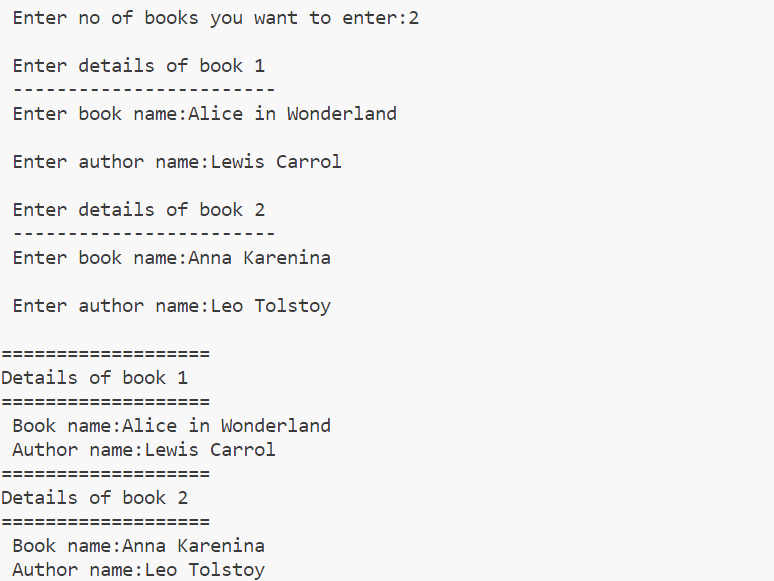 Enter no of books you want to enter:2
Enter details of book 1
------------------------
Enter book name:Alice in Wonderland
Enter author name:Lewis Carrol
Enter details of book 2
------------------------
Enter book name:Anna Karenina
Enter author name:Leo Tolstoy
===================
Details of book 1
===================
Book name:Alice in Wonderland
Author name:Lewis Carrol
===================
Details of book 2
===================
Book name:Anna Karenina
Author name:Leo Tolstoy